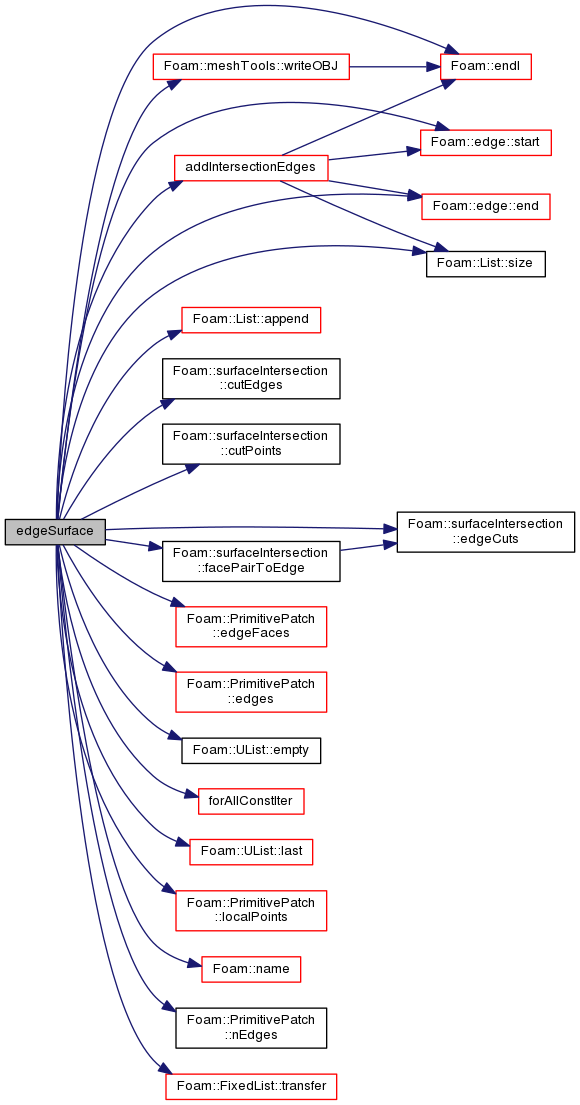 Foam::meshTools::writeOBJ
Foam::endl
Foam::edge::start
addIntersectionEdges
Foam::edge::end
Foam::List::size
Foam::List::append
Foam::surfaceIntersection
::cutEdges
Foam::surfaceIntersection
::cutPoints
edgeSurface
Foam::surfaceIntersection
::edgeCuts
Foam::surfaceIntersection
::facePairToEdge
Foam::PrimitivePatch
::edgeFaces
Foam::PrimitivePatch
::edges
Foam::UList::empty
forAllConstIter
Foam::UList::last
Foam::PrimitivePatch
::localPoints
Foam::name
Foam::PrimitivePatch
::nEdges
Foam::FixedList::transfer